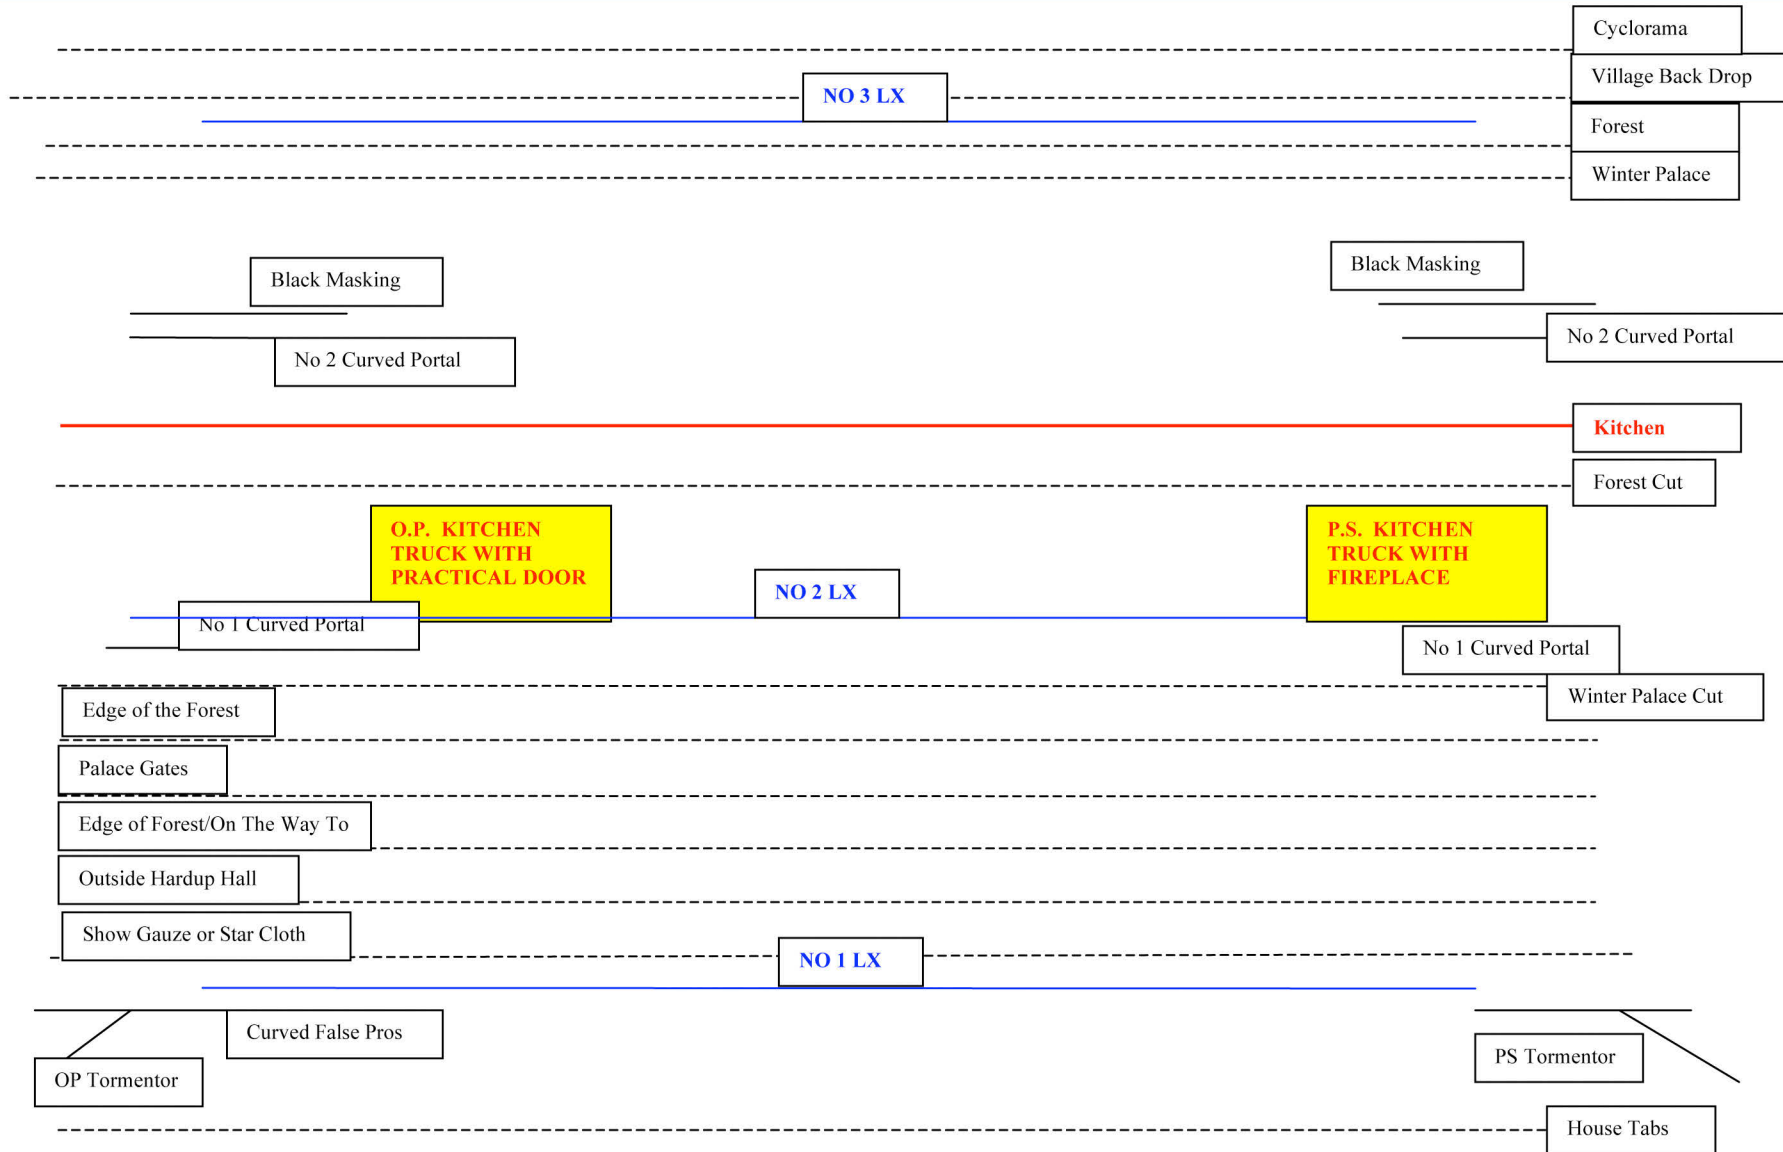 Cyclorama
Village Back Drop
NO 3 LX
Forest
Winter Palace
Black Masking
Black Masking
No 2 Curved Portal
No 2 Curved Portal
Kitchen
Forest Cut
O.P. KITCHEN
TRUCK WITH
PRACTICAL DOOR
P.S. KITCHEN
TRUCK WITH
FIREPLACE
NO 2 LX
No 1 Curved Portal
No 1 Curved Portal
Winter Palace Cut
Edge of the Forest
Palace Gates
Edge of Forest/On The Way To
Outside Hardup Hall
Show Gauze or Star Cloth
NO 1 LX
Curved False Pros
OP Tormentor
PS Tormentor
House Tabs